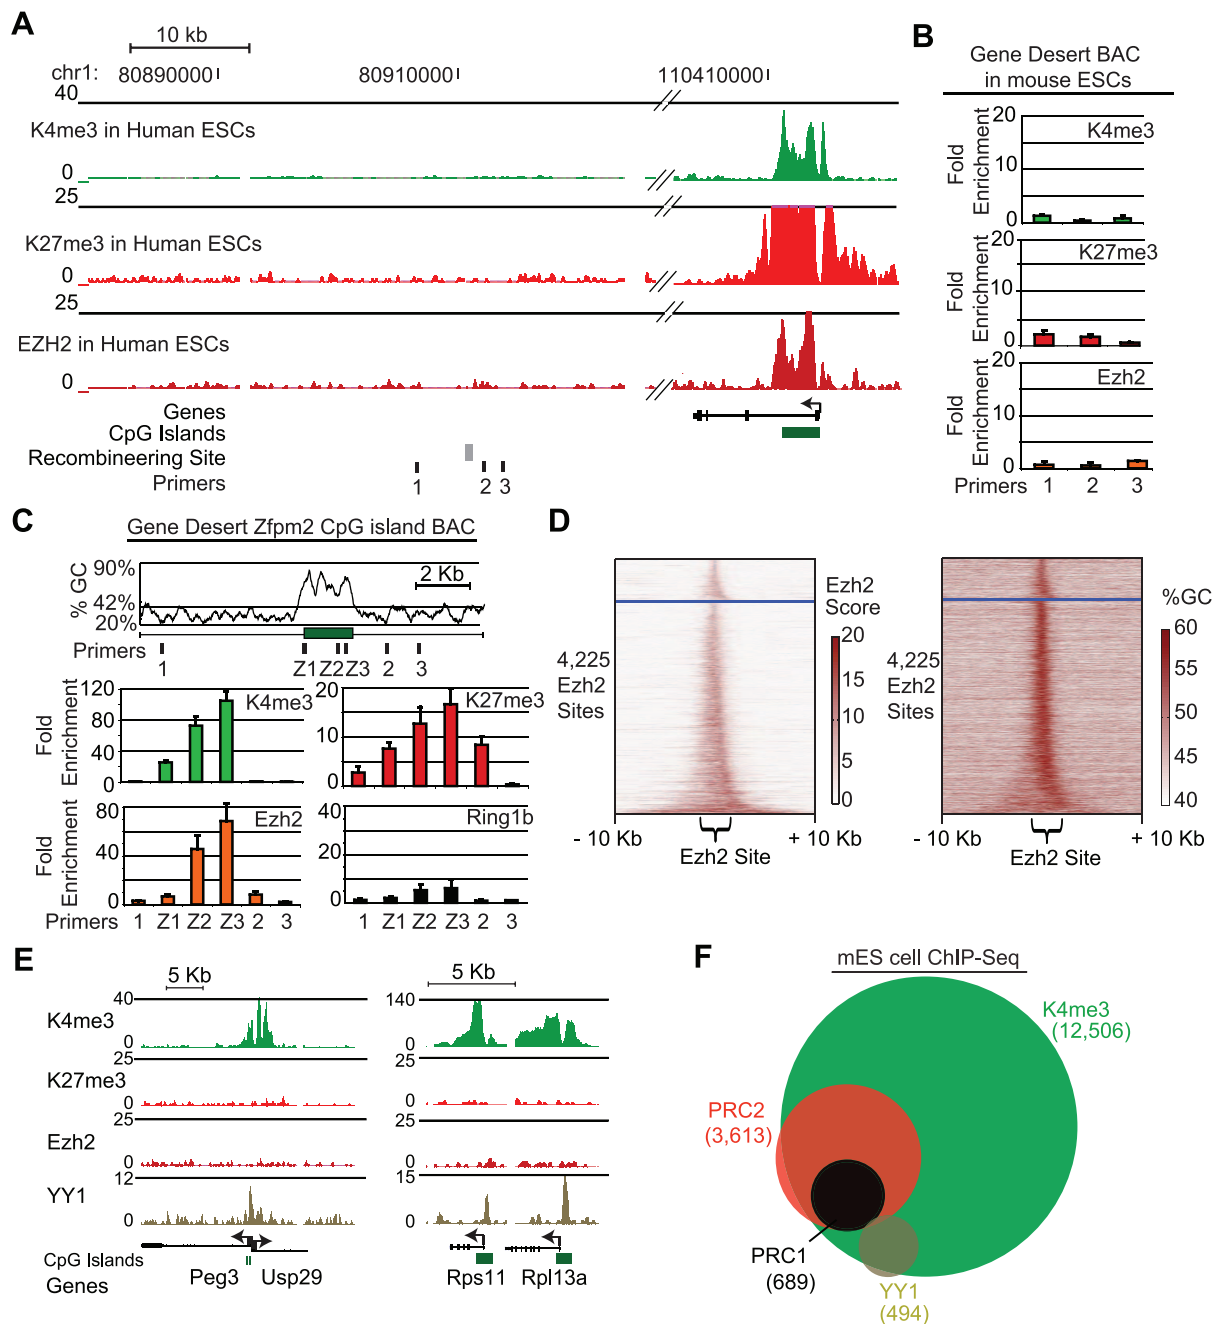 A
10 kb
chr1:
80890000
80910000
110410000
40
K4me3 in Human ESCs
0
25
K27me3 in Human ESCs
0
25
EZH2 in Human ESCs
0
Genes
CpG Islands
Recombineering Site
Primers
1
2
3
B
Gene Desert BAC
in mouse ESCs
Fold
Enrichment
20
10
0
K4me3
Fold
Enrichment
20
10
0
K27me3
Fold
Enrichment
20
10
0
Ezh2
Primers 1 2 3
C
Gene Desert Zfpm2 CpG island BAC
% GC
90%
42%
20%
2 Kb
Primers
1 Z1 Z2 Z3 2 3
Fold
Enrichment
120
80
40
0
K4me3
20
10
0
K27me3
Fold
Enrichment
80
40
0
Ezh2
40
20
0
Ring1b
Primers 1 Z1 Z2 Z3 2 3
1 Z1 Z2 Z3 2 3
D
4,225
Ezh2
Sites
Ezh2
Score
20
15
10
5
0
- 10 Kb
+ 10 Kb
Ezh2 Site
4,225
Ezh2
Sites
%GC
60
55
50
45
40
- 10 Kb
+ 10 Kb
Ezh2 Site
E
5 Kb
5 Kb
K4me3
40
0
140
0
K27me3
25
0
25
0
Ezh2
25
0
25
0
YY1
12
0
15
0
CpG Islands
Genes
Peg3
Usp29
Rps11
Rpl13a
F
mES cell ChIP-Seq
K4me3
(12,506)
PRC2
(3,613)
PRC1
(689)
YY1
(494)